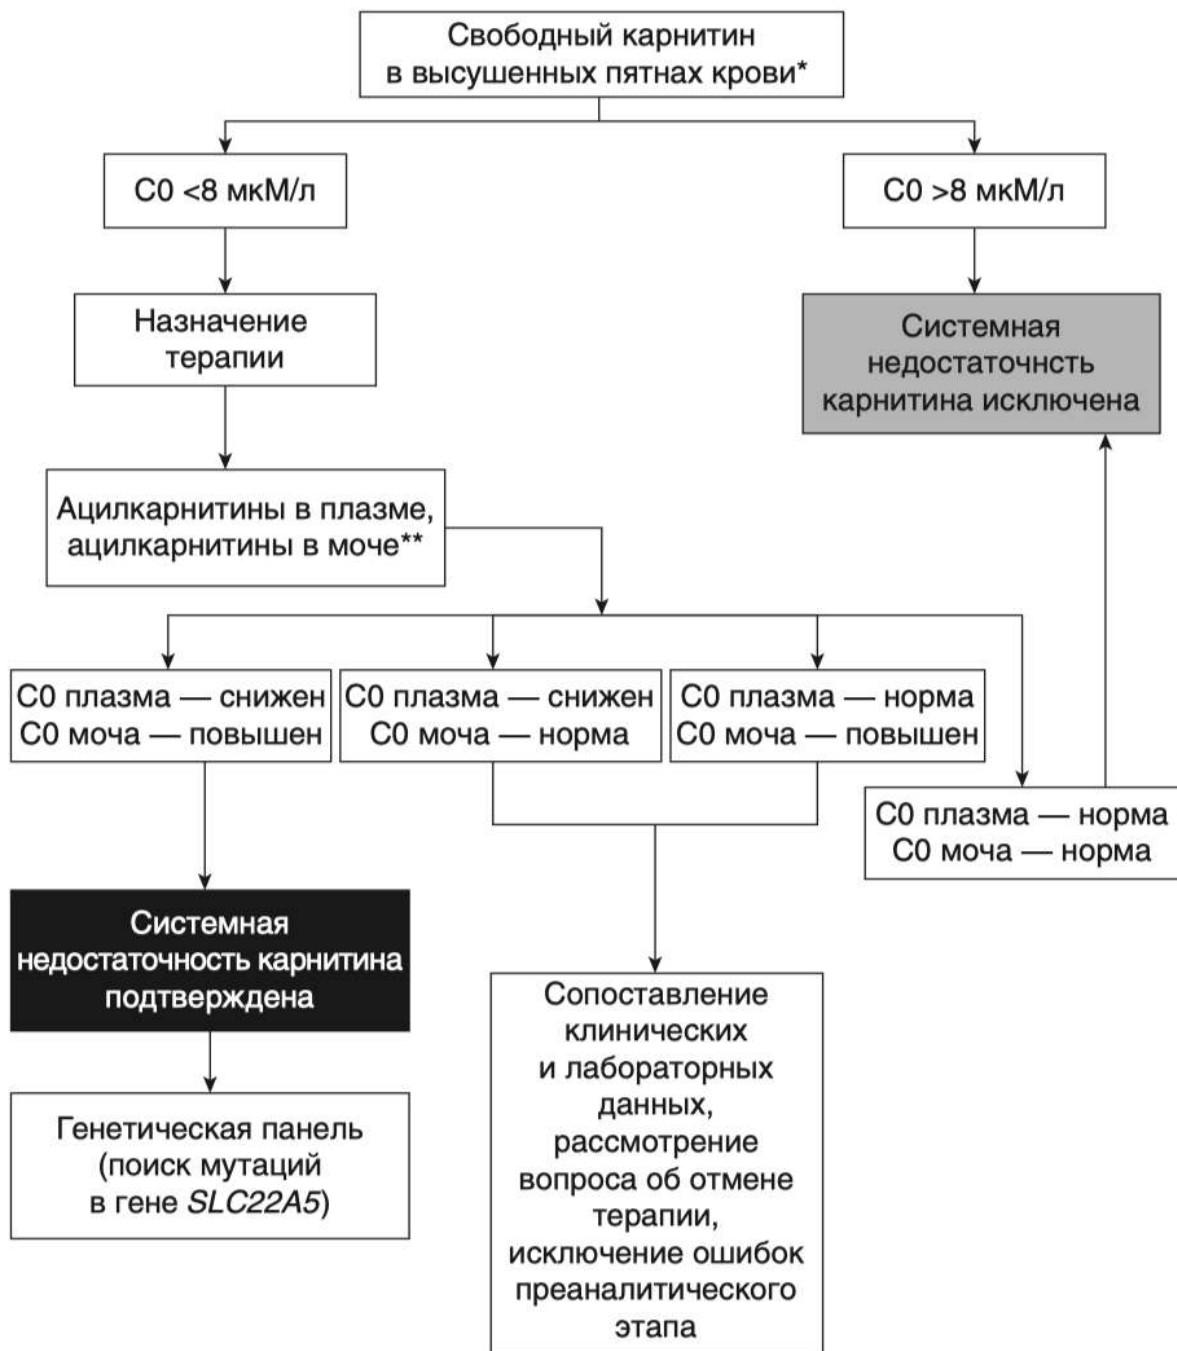 Свободный карнитин
в высушенных пятнах крови*
C0 <8 мкМ/л
C0 >8 мкМ/л
Назначение
терапии
Системная
недостаточнсть
карнитина исключена
Ацилкарнитины в плазме,
ацилкарнитины в моче**
C0 плазма — снижен
C0 моча — повышен
C0 плазма — снижен
C0 моча — норма
C0 плазма — норма
C0 моча — повышен
C0 плазма — норма
C0 моча — норма
Системная
недостаточность карнитина
подтверждена
Генетическая панель
(поиск мутаций
в гене SLC22A5)
Сопоставление
клинических
и лабораторных
данных,
рассмотрение
вопроса об отмене
терапии,
исключение ошибок
преаналитического
этапа